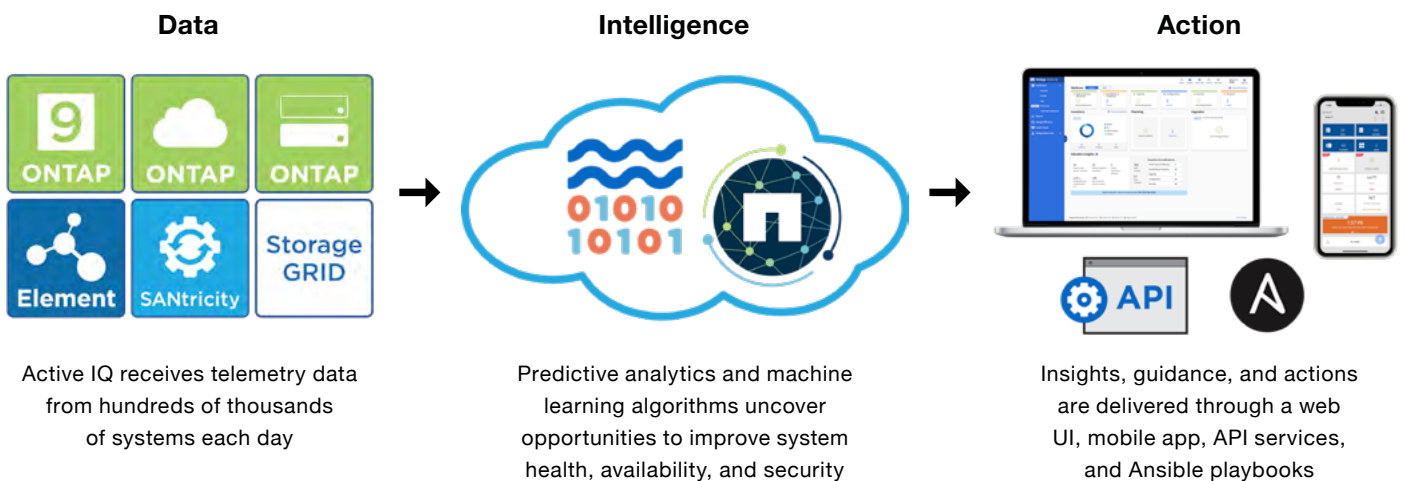 Data
9
ONTAP
ONTAP
ONTAP
Element
SANtricity
Storage
GRID
Active IQ receives telemetry data
from hundreds of thousands
of systems each day
Intelligence
01010
10101
Predictive analytics and machine
learning algorithms uncover
opportunities to improve system
health, availability, and security
Action
API
Insights, guidance, and actions
are delivered through a web
UI, mobile app, API services,
and Ansible playbooks